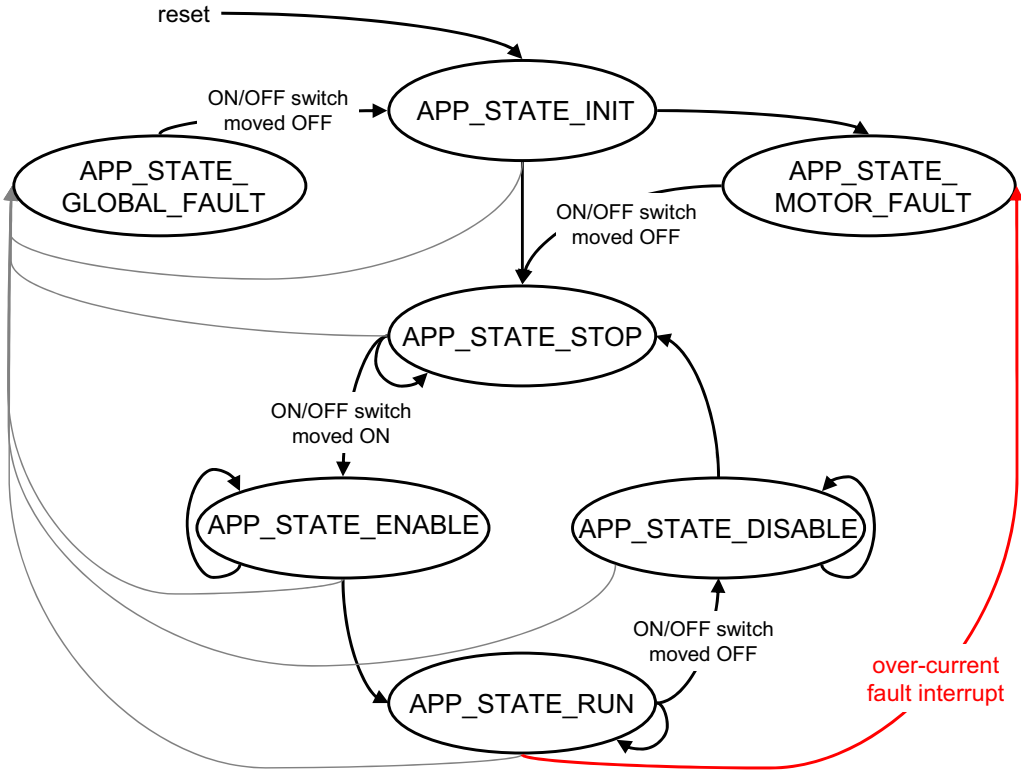 reset
ON/OFF switch
moved OFF
APP_STATE_INIT
APP_STATE_
GLOBAL_FAULT
APP_STATE_
MOTOR_FAULT
ON/OFF switch
moved OFF
APP_STATE_STOP
ON/OFF switch
moved ON
APP_STATE_ENABLE
APP_STATE_DISABLE
ON/OFF switch
moved OFF
over-current
fault interrupt
APP_STATE_RUN